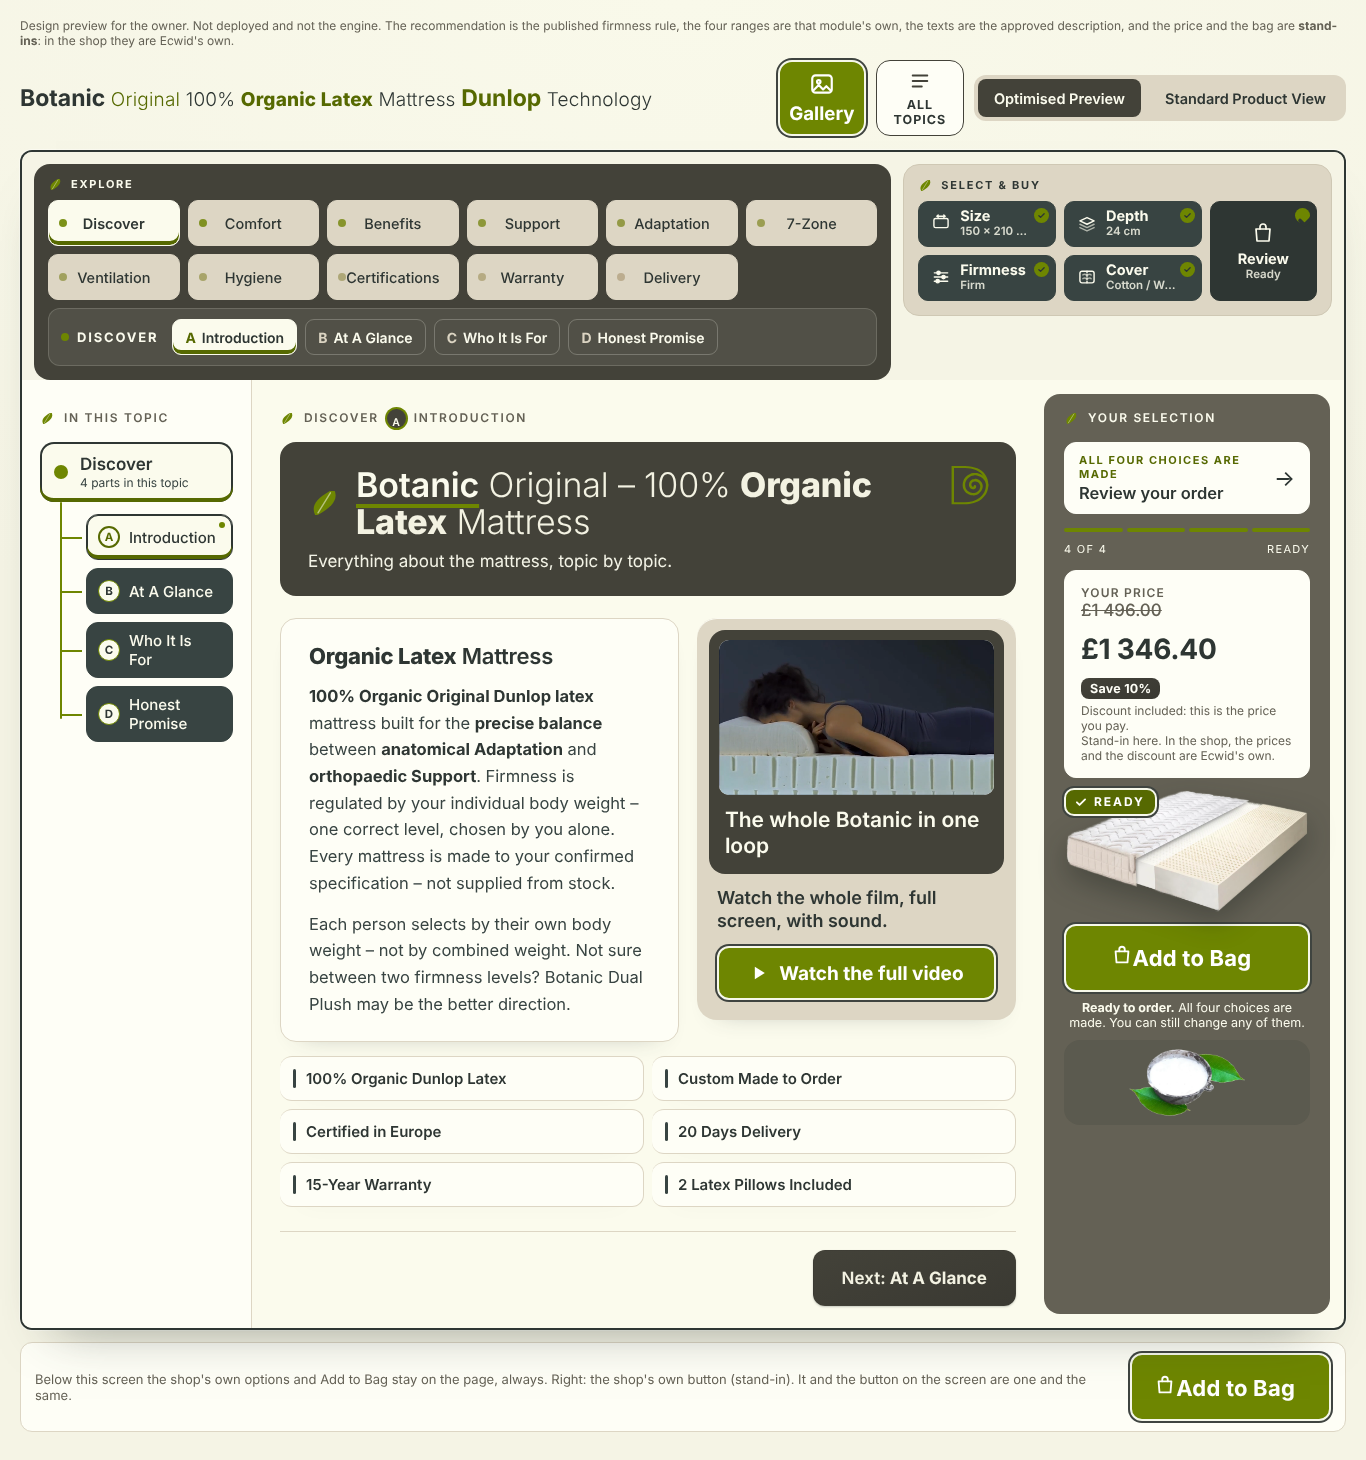 Design preview for the owner. Not deployed and not the engine. The recommendation is the published firmness rule, the four ranges are that module's own, the texts are the approved description, and the price and the bag are stand-
ins: in the shop they are Ecwid's own.
Botanic Original 100% Organic Latex Mattress Dunlop Technology
Gallery
ALL
TOPICS
Optimised Preview
Standard Product View
EXPLORE
Discover
Comfort
Benefits
Support
Adaptation
7-Zone
Ventilation
Hygiene
Certifications
Warranty
Delivery
DISCOVER
A Introduction
B At A Glance
C Who It Is For
D Honest Promise
SELECT & BUY
Size
150 × 210 ...
Depth
24 cm
Firmness
Firm
Cover
Cotton / W...
Review
Ready
IN THIS TOPIC
Discover
4 parts in this topic
A Introduction
B At A Glance
C Who It Is
For
D Honest
Promise
DISCOVER A INTRODUCTION
Botanic Original – 100% Organic
Latex Mattress
Everything about the mattress, topic by topic.
Organic Latex Mattress
100% Organic Original Dunlop latex
mattress built for the precise balance
between anatomical Adaptation and
orthopaedic Support. Firmness is
regulated by your individual body weight –
one correct level, chosen by you alone.
Every mattress is made to your confirmed
specification – not supplied from stock.
Each person selects by their own body
weight – not by combined weight. Not sure
between two firmness levels? Botanic Dual
Plush may be the better direction.
The whole Botanic in one
loop
Watch the whole film, full
screen, with sound.
Watch the full video
100% Organic Dunlop Latex
Custom Made to Order
Certified in Europe
20 Days Delivery
15-Year Warranty
2 Latex Pillows Included
Next: At A Glance
YOUR SELECTION
ALL FOUR CHOICES ARE
MADE
Review your order
4 OF 4
READY
YOUR PRICE
£1 496.00
£1 346.40
Save 10%
Discount included: this is the price
you pay.
Stand-in here. In the shop, the prices
and the discount are Ecwid's own.
READY
Add to Bag
Ready to order. All four choices are
made. You can still change any of them.
Below this screen the shop's own options and Add to Bag stay on the page, always. Right: the shop's own button (stand-in). It and the button on the screen are one and the
same.
Add to Bag